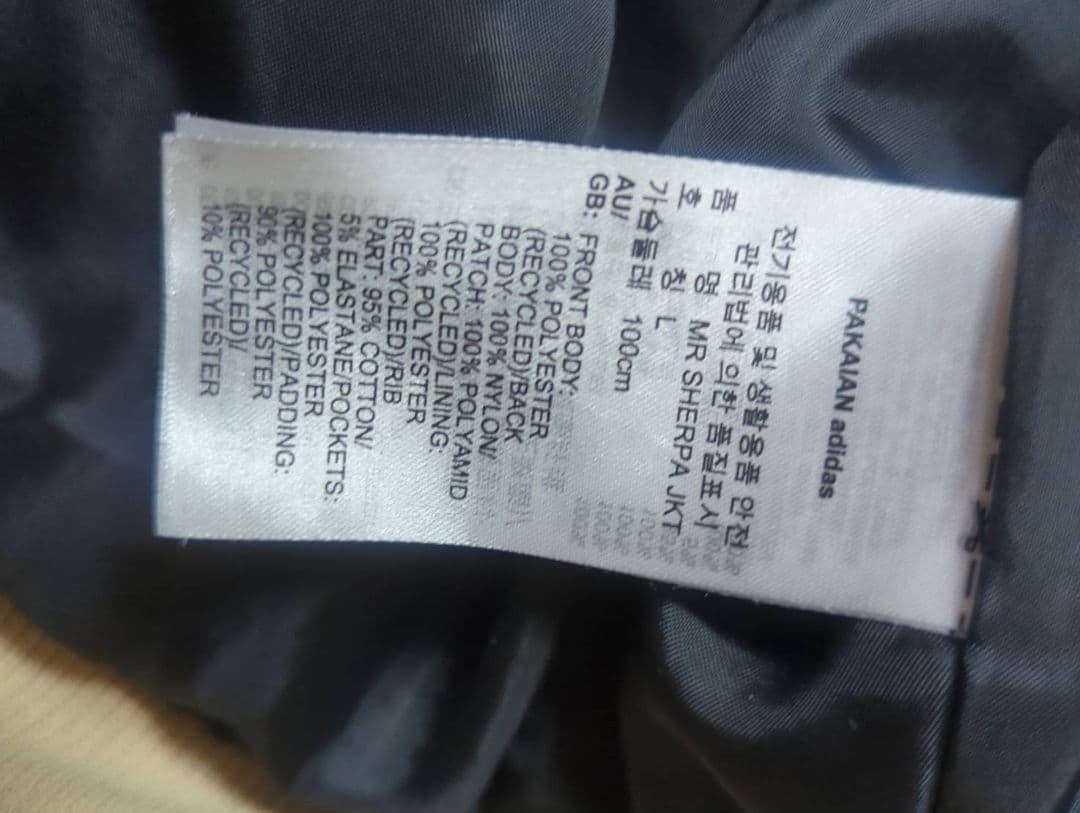 PAKAIAN adidas
전기용품 및 생활용품 안전
관리법에 의한 품질표시
품 명 MR SHERPA JKT
호 칭 L
가슴둘레 100cm
AU/
GB: FRONT BODY:
100% POLYESTER
(RECYCLED)/BACK
BODY: 100% NYLON/
PATCH: 100% POLYAMID
(RECYCLED)/LINING:
100% POLYESTER
(RECYCLED)/RIB
PART: 95% COTTON/
5% ELASTANE/POCKETS:
100% POLYESTER
(RECYCLED)/PADDING:
90% POLYESTER
(RECYCLED)/
10% POLYESTER